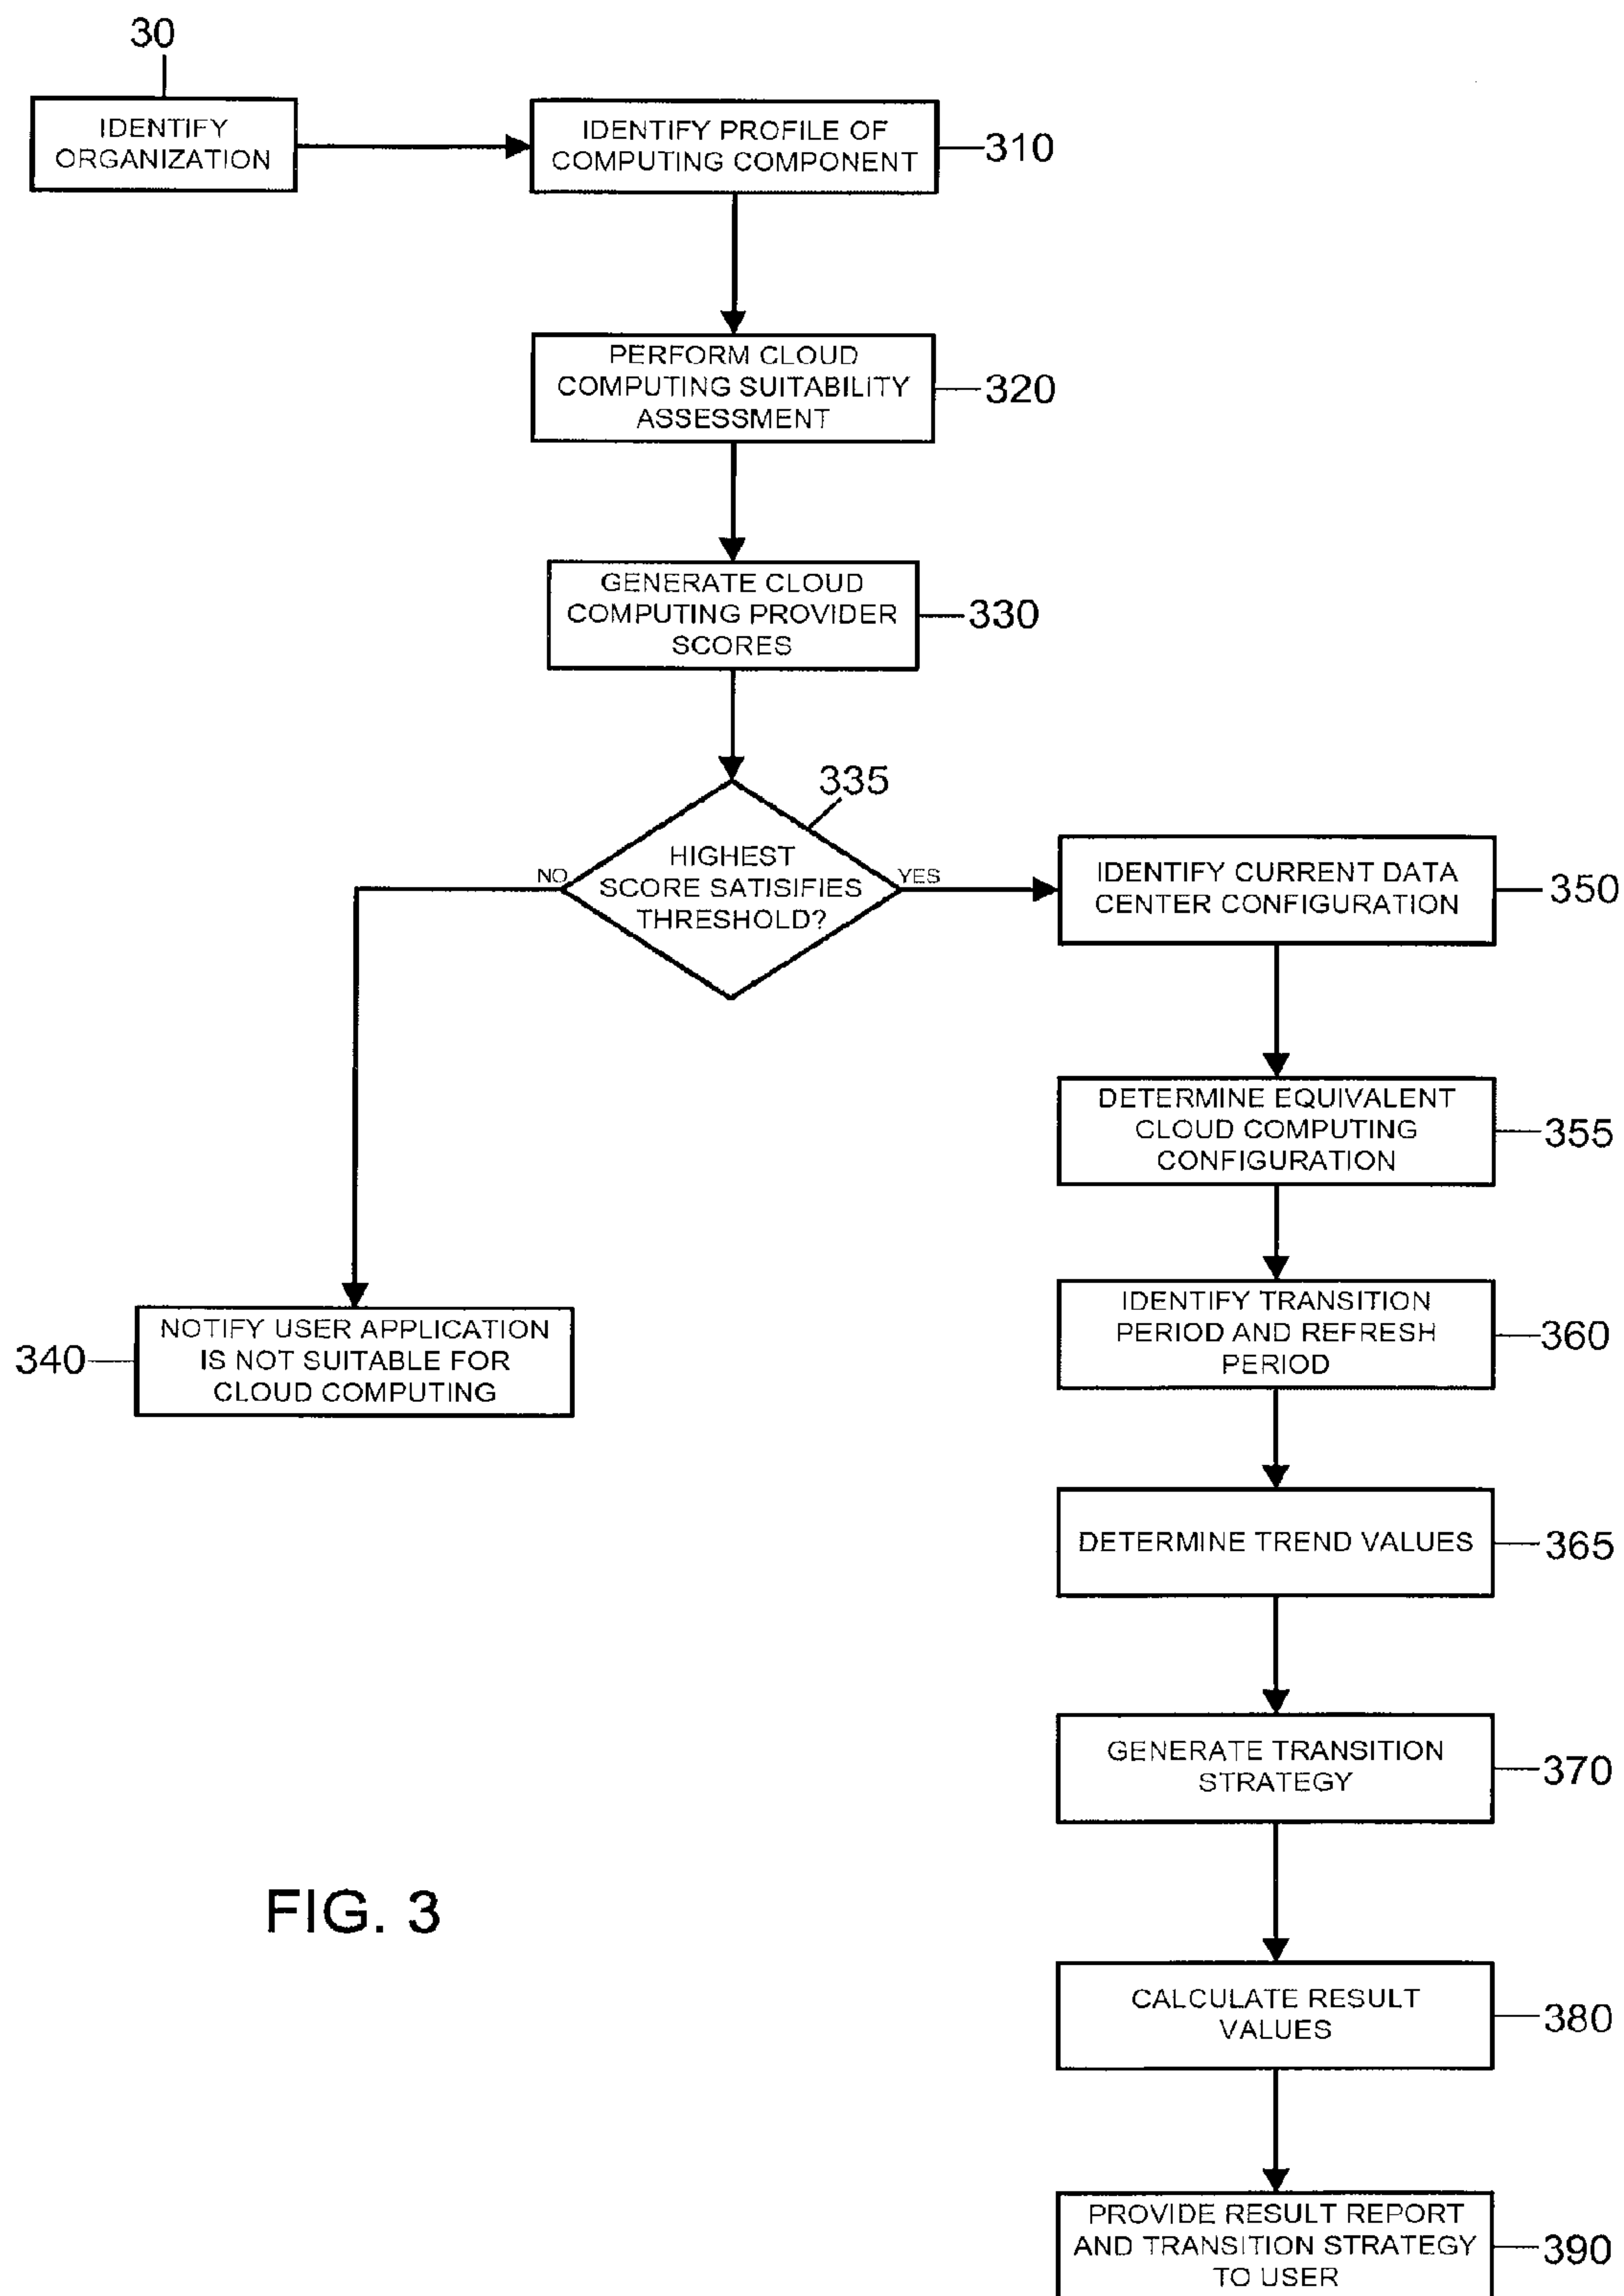 30
IDENTIFY
ORGANIZATION
IDENTIFY PROFILE OF
COMPUTING COMPONENT
310
PERFORM CLOUD
COMPUTING SUITABILITY
ASSESSMENT
320
GENERATE CLOUD
COMPUTING PROVIDER
SCORES
330
335
HIGHEST
SCORE SATISIFIES
THRESHOLD?
NO
YES
NOTIFY USER APPLICATION
IS NOT SUITABLE FOR
CLOUD COMPUTING
340
IDENTIFY CURRENT DATA
CENTER CONFIGURATION
350
DETERMINE EQUIVALENT
CLOUD COMPUTING
CONFIGURATION
355
IDENTIFY TRANSITION
PERIOD AND REFRESH
PERIOD
360
DETERMINE TREND VALUES
365
GENERATE TRANSITION
STRATEGY
370
CALCULATE RESULT
VALUES
380
PROVIDE RESULT REPORT
AND TRANSITION STRATEGY
TO USER
390
FIG. 3